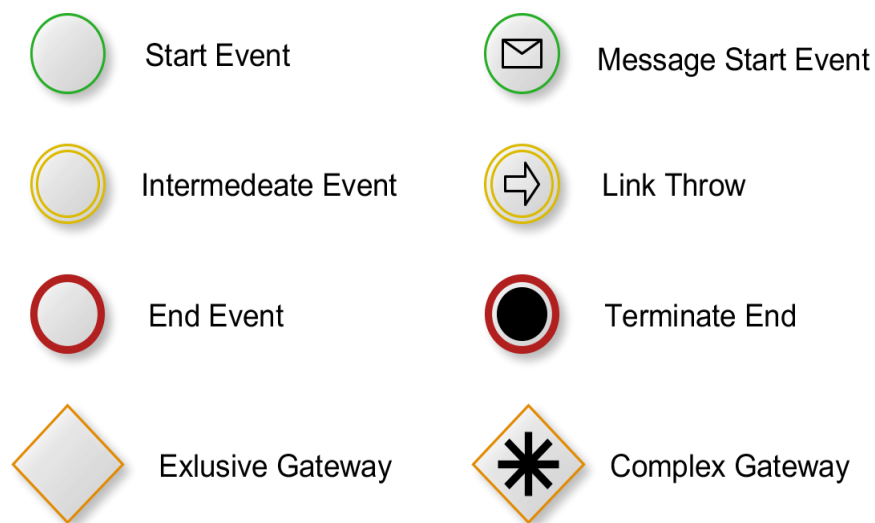 Start Event
Message Start Event
Intermedeate Event
Link Throw
End Event
Terminate End
Exlusive Gateway
Complex Gateway